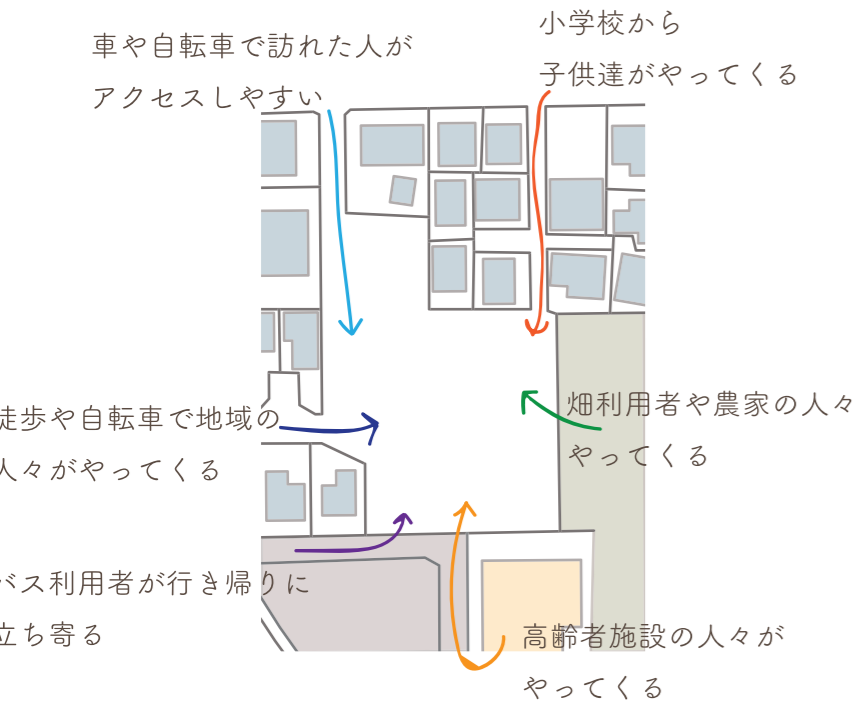 車や自転車で訪れた人が
アクセスしやすい
小学校から
子供達がやってくる
徒歩や自転車で地域の
人々がやってくる
畑利用者や農家の人々
やってくる
バス利用者が行き帰りに
立ち寄る
高齢者施設の人々が
やってくる